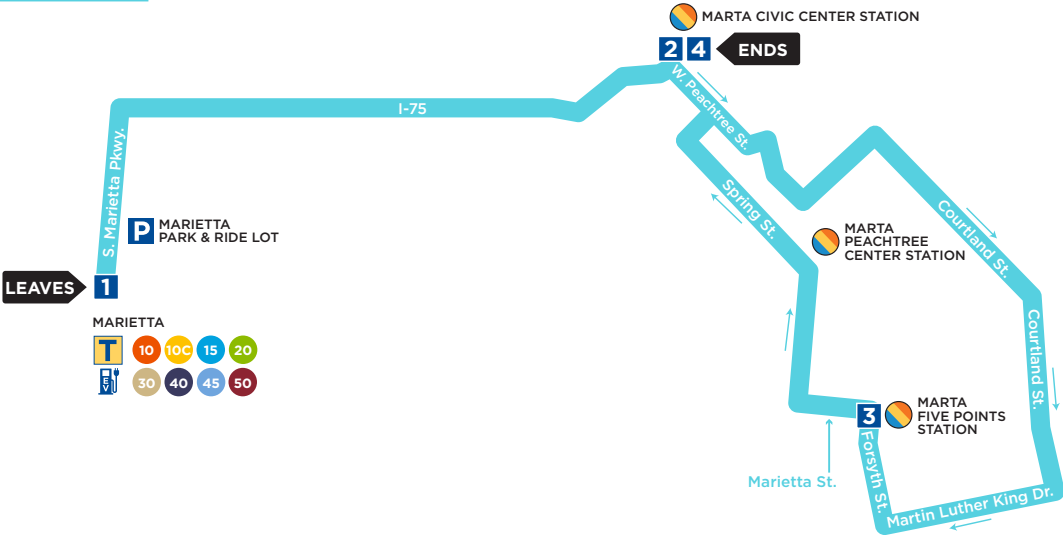 MARTA CIVIC CENTER STATION
2 4 ENDS
W. Peachtree St.
I-75
S. Marietta Pkwy.
P MARIETTA
PARK & RIDE LOT
Spring St.
Courtland St.
MARTA
PEACHTREE
CENTER STATION
LEAVES 1
MARIETTA
T 10 10C 15 20
EV 30 40 45 50
Courtland St.
3 MARTA
FIVE POINTS
STATION
Forsyth St.
Marietta St.
Martin Luther King Dr.